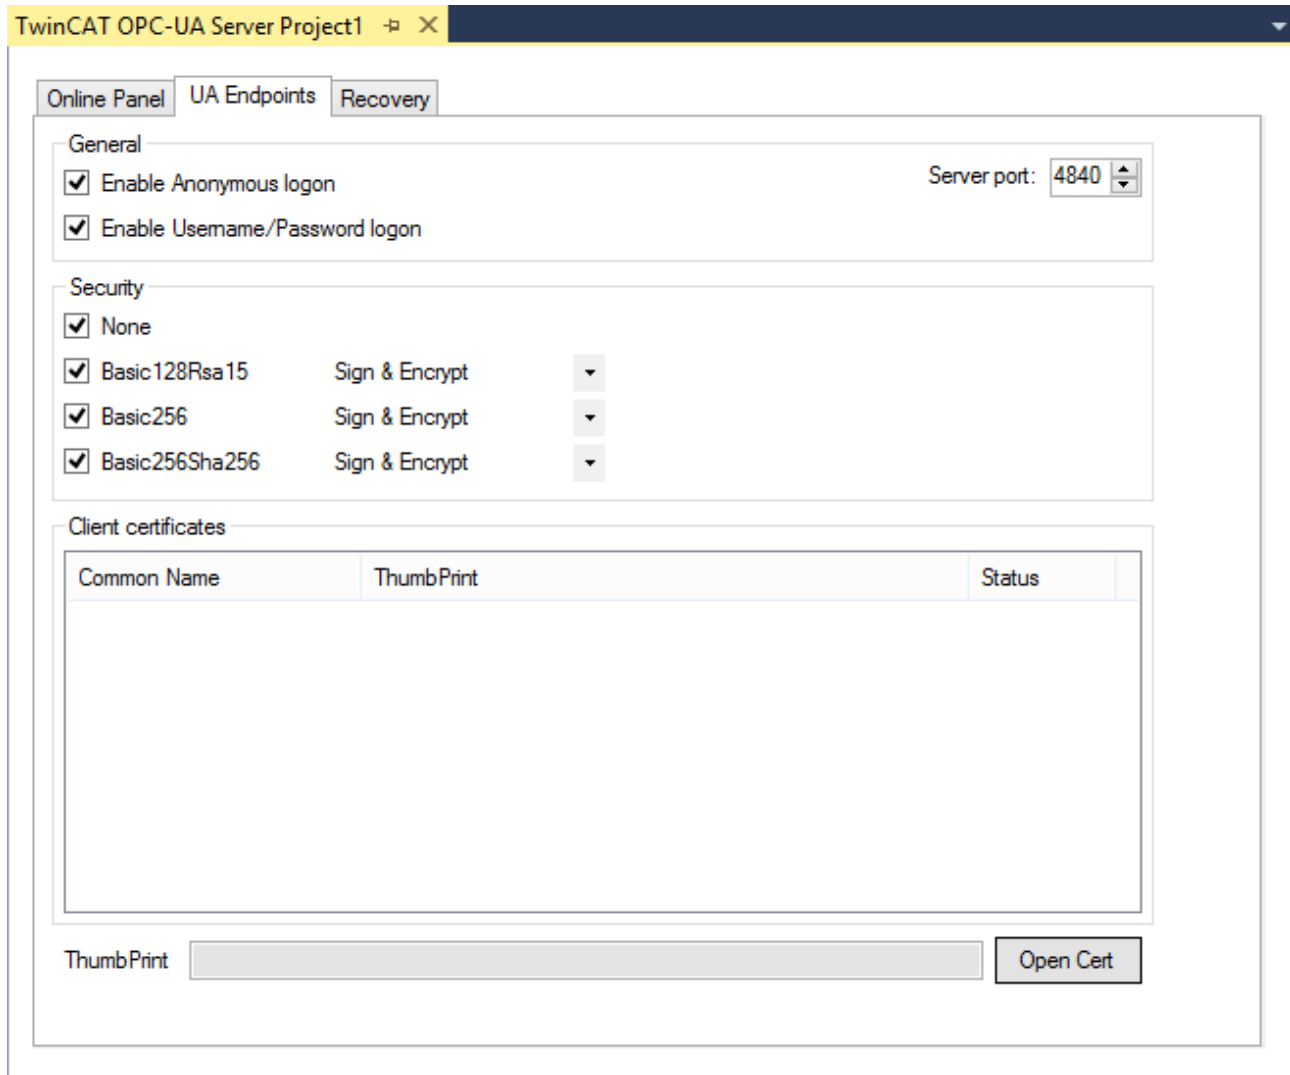 TwinCAT OPC-UA Server Project1
Online Panel UA Endpoints Recovery
General
Enable Anonymous logon Server port: 4840
Enable Username/Password logon
Security
None
Basic128Rsa15 Sign & Encrypt
Basic256 Sign & Encrypt
Basic256Sha256 Sign & Encrypt
Client certificates
Common Name ThumbPrint Status
ThumbPrint Open Cert